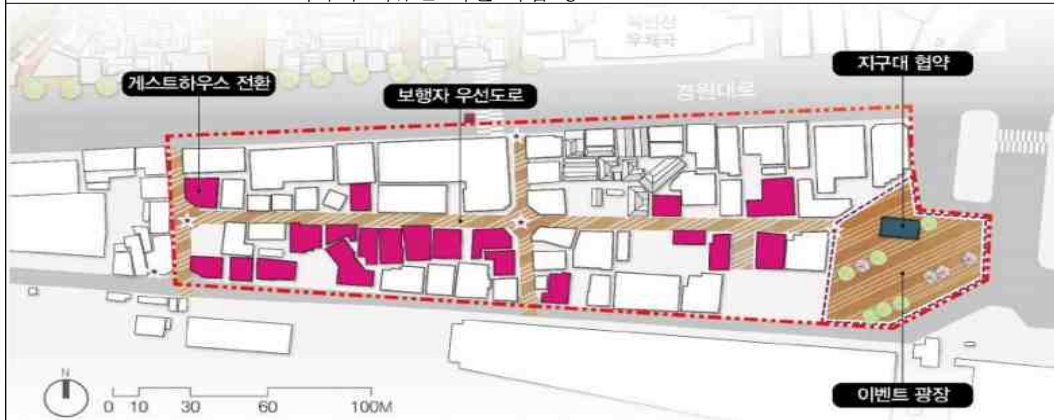 지구대 협약
게스트하우스 전환
보행자 우선도로
경원대로
이벤트 광장
N
0 10 30 60 100M